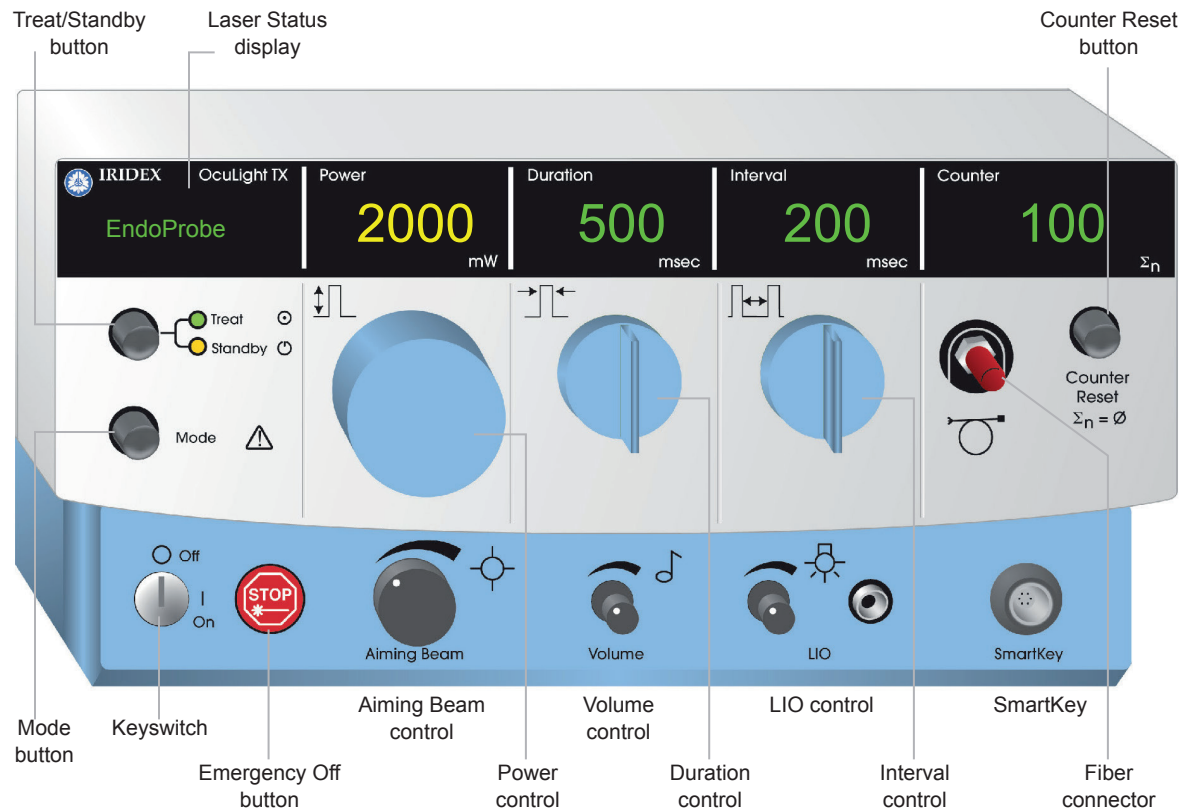 Treat/Standby
button
Laser Status
display
Counter Reset
button
IRIDEX
OcuLight TX
Power
Duration
Interval
Counter
EndoProbe
2000
500
200
100
mW
msec
msec
Σn
Treat
Standby
Mode
Counter
Reset
Σn = Ø
Off
On
STOP
Aiming Beam
Volume
LIO
SmartKey
Mode
button
Keyswitch
Aiming Beam
control
Volume
control
LIO control
SmartKey
Emergency Off
button
Power
control
Duration
control
Interval
control
Fiber
connector